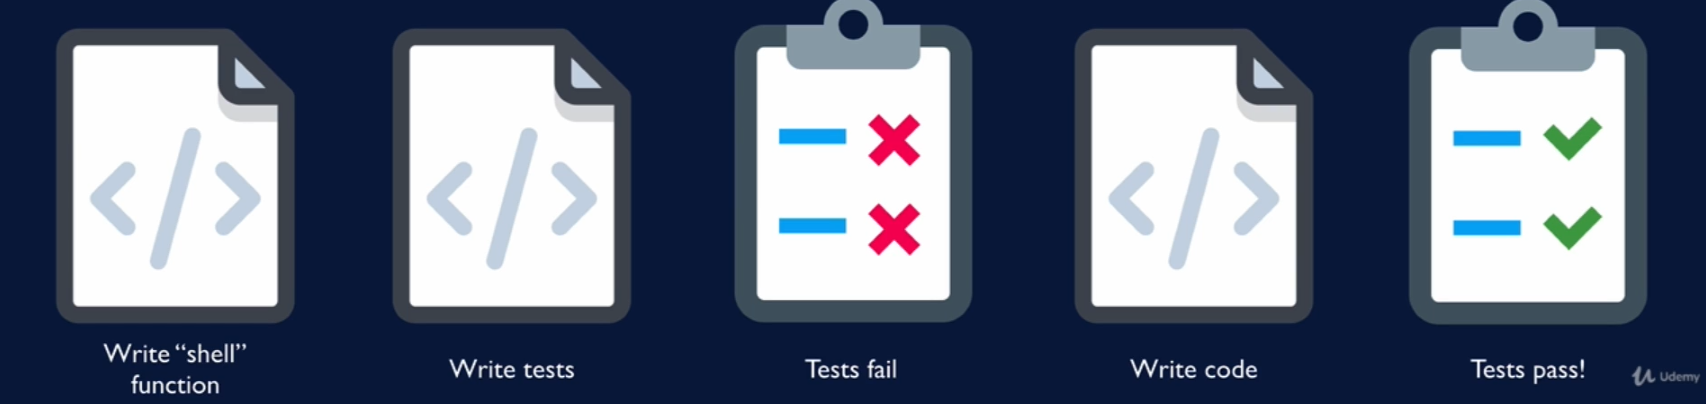 Write “shell”
function
Write tests
Tests fail
Write code
Tests pass!
Udemy